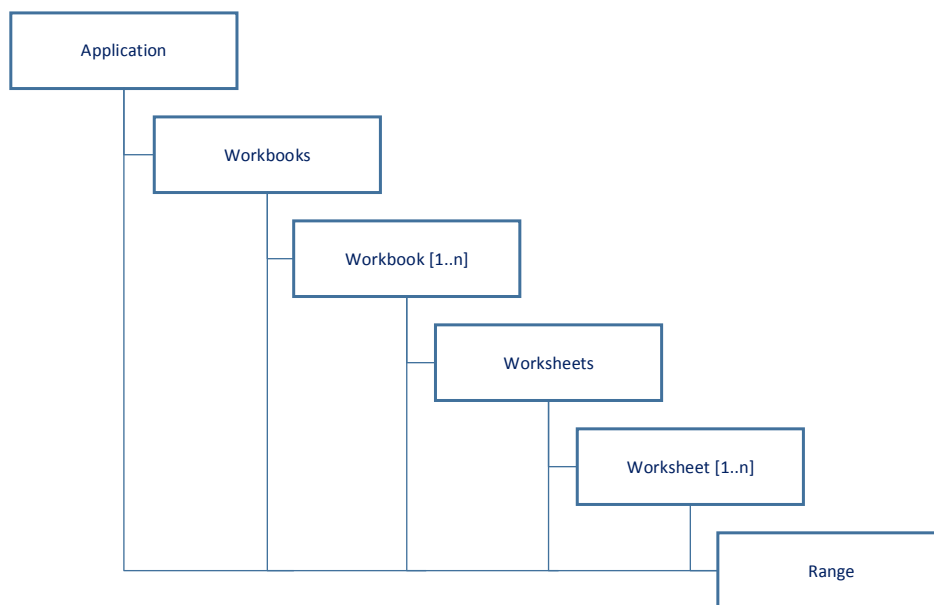 Application
Workbooks
Workbook [1..n]
Worksheets
Worksheet [1..n]
Range